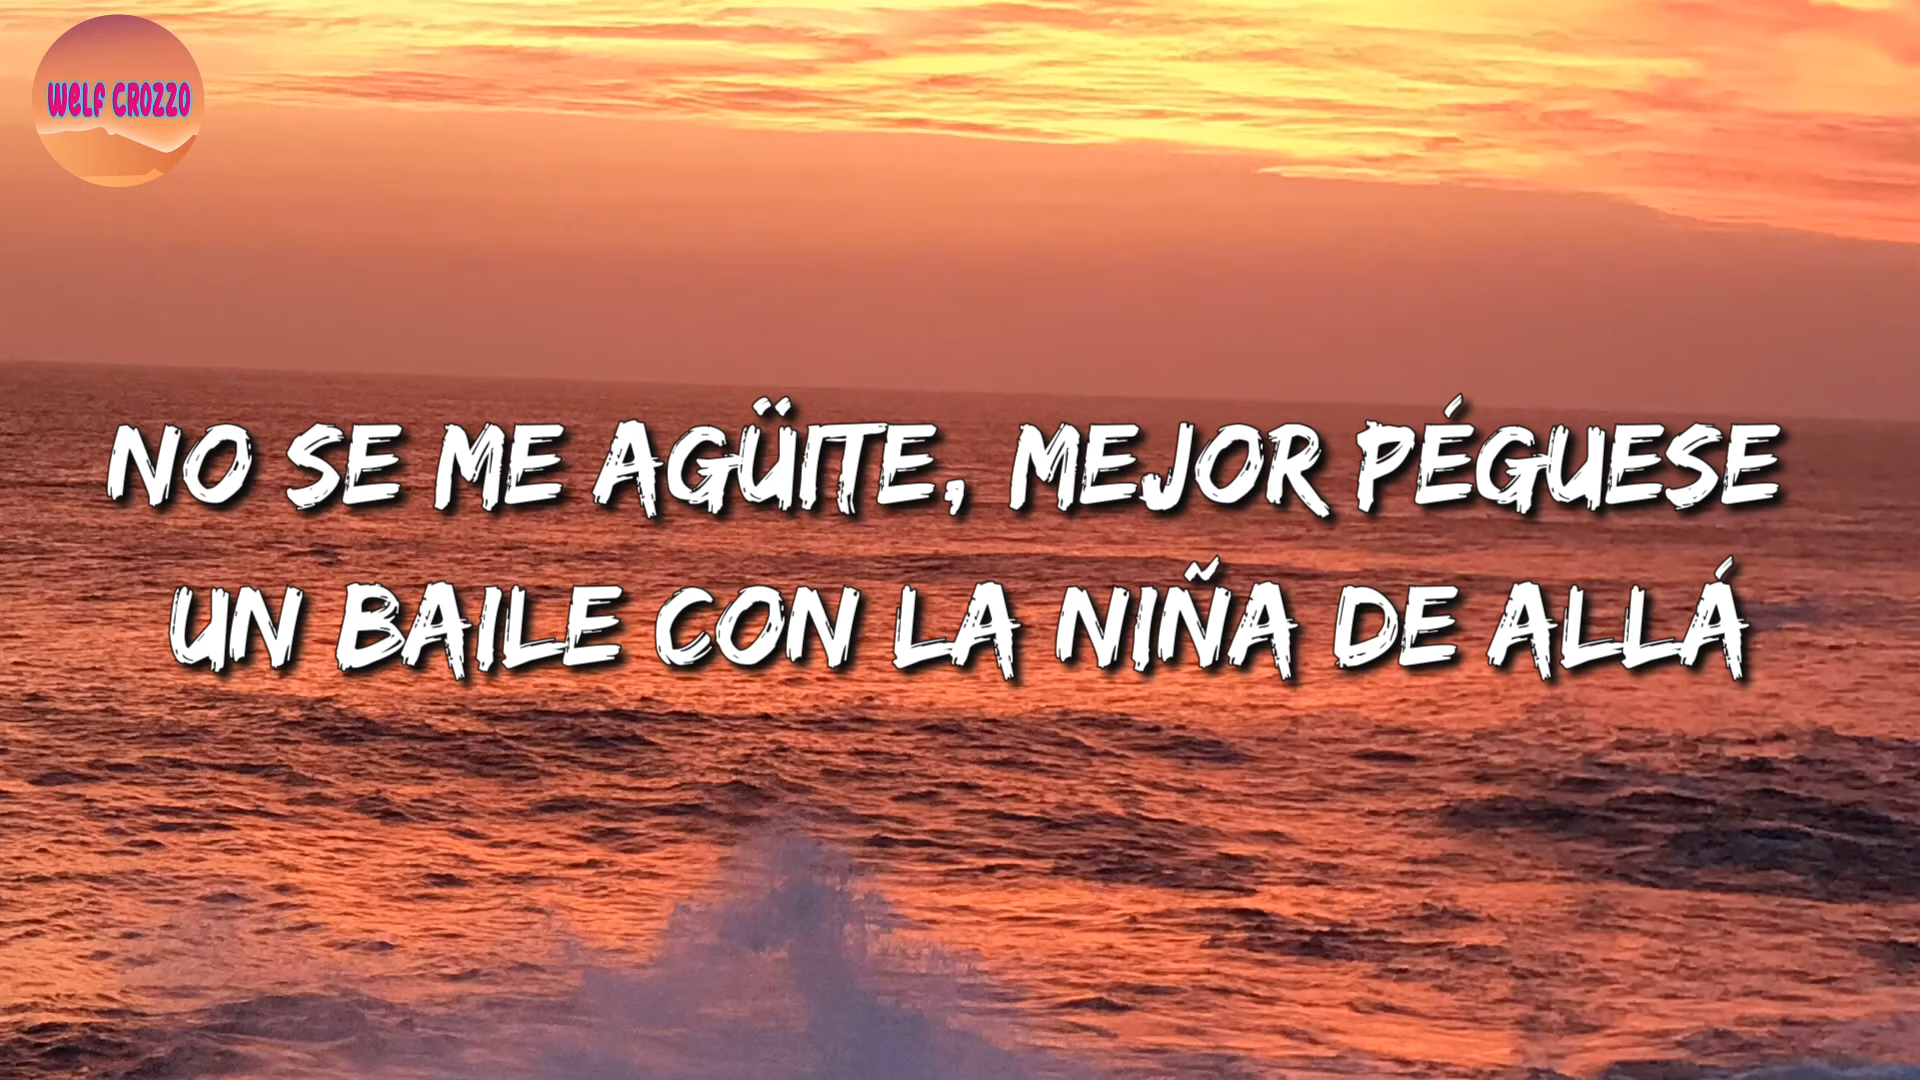 WELF CROZZO
NO SE ME AGÜITE, MEJOR PÉGUESE
UN BAILE CON LA NIÑA DE ALLÁ